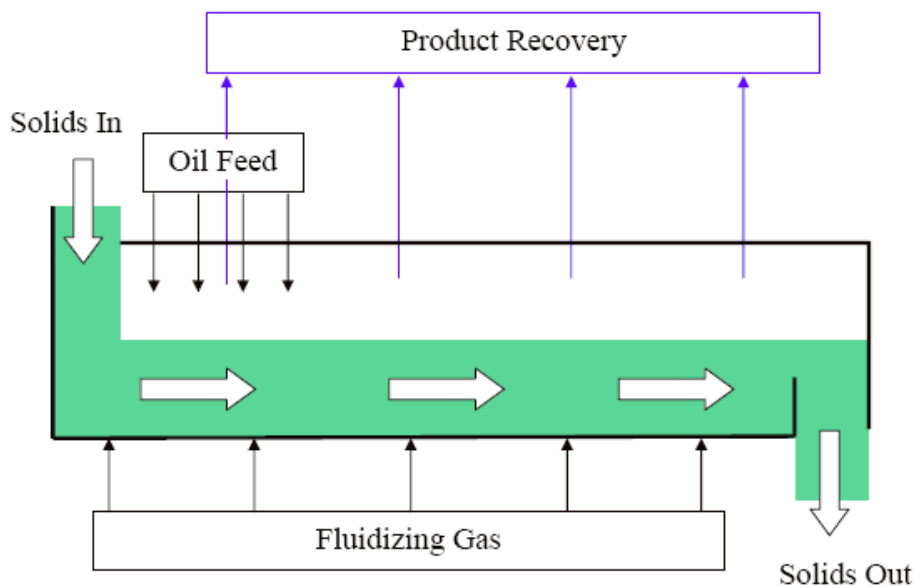 Product Recovery
Solids In
Oil Feed
Fluidizing Gas
Solids Out